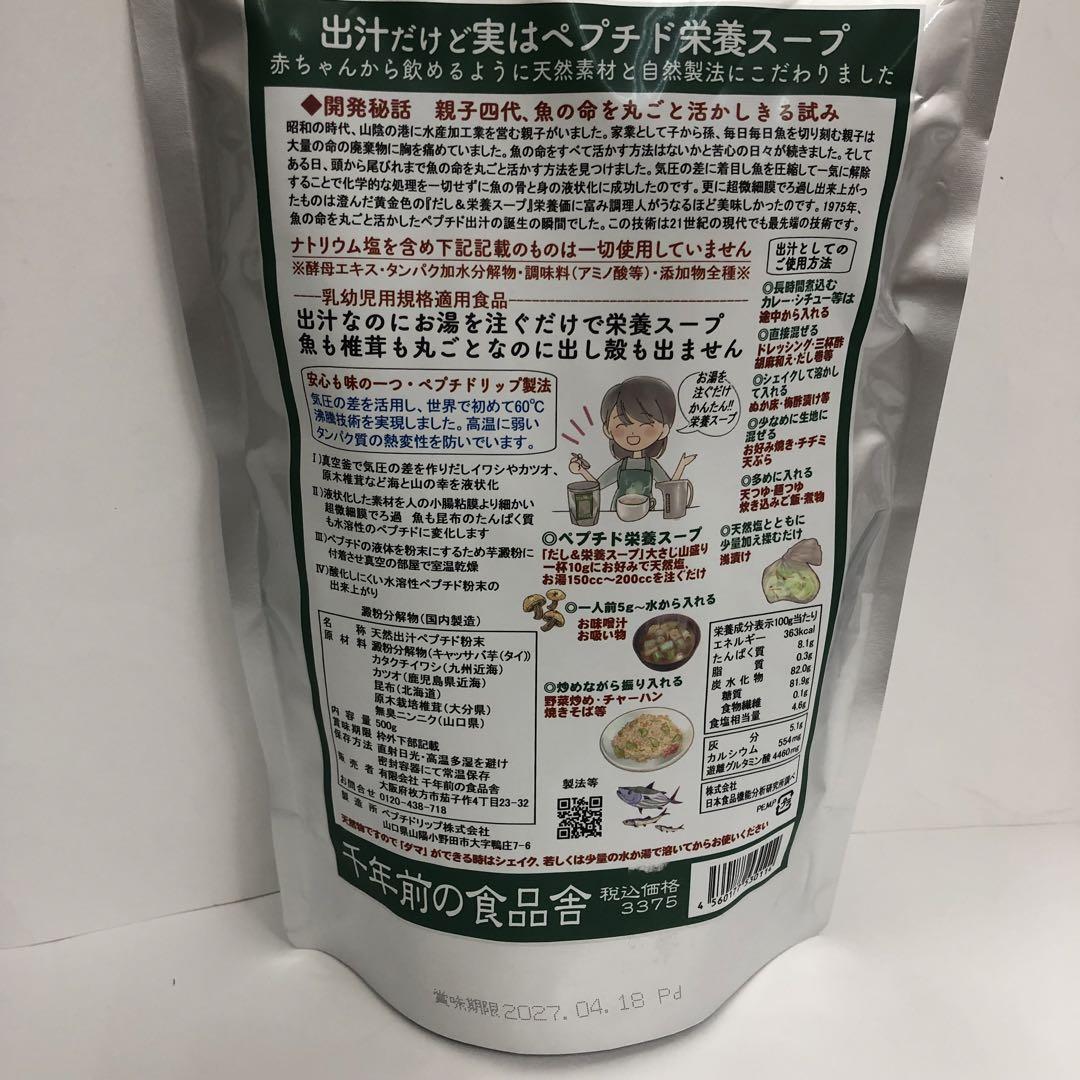 出汁だけど実はペプチド栄養スープ
赤ちゃんから飲めるように天然素材と自然製法にこだわりました
◆開発秘話 親子四代、魚の命を丸ごと活かしきる試み
昭和の時代、山陰の港に水産加工業を営む親子がいました。家業として子から孫、毎日毎日魚を切り刻む親子は
大量の命の廃棄物に胸を痛めていました。魚の命をすべて活かす方法はないかと苦心の日々が続きました。そして
ある日、頭から尾びれまで魚の命を丸ごと活かす方法を見つけました。気圧の差に着目し魚を圧縮して一気に解除
することで化学的な処理を一切せずに魚の骨と身の液状化に成功したのです。更に超微細膜でろ過し出来上がっ
たものは澄んだ黄金色の『だし&栄養スープ』栄養価に富み調理人がうなるほど美味しかったのです。1975年、
魚の命を丸ごと活かしたペプチド出汁の誕生の瞬間でした。この技術は21世紀の現代でも最先端の技術です。
ナトリウム塩を含め下記記載のものは一切使用していません
※酵母エキス・タンパク加水分解物・調味料(アミノ酸等)・添加物全種※
乳幼児用規格適用食品
出汁なのにお湯を注ぐだけで栄養スープ
魚も椎茸も丸ごとなのに出し殻も出ません
安心も味の一つ・ペプチドリップ製法
気圧の差を活用し、世界で初めて60℃
沸騰技術を実現しました。高温に弱い
タンパク質の熱変性を防いでいます。
Ⅰ)真空釜で気圧の差を作りだしイワシやカツオ、
原木椎茸など海と山の幸を液状化
Ⅱ)液状化した素材を人の小腸粘膜より細かい
超微細膜でろ過 魚も昆布のたんぱく質
も水溶性のペプチドに変化します
Ⅲ)ペプチドの液体を粉末にするため芋澱粉に
付着させ真空の部屋で室温乾燥
Ⅳ)酸化しにくい水溶性ペプチド粉末の
出来上がり
お湯を、
注ぐだけ
かんたん!!
栄養スープ
出汁としての
ご使用方法
◎長時間煮込む
カレー・シチュー等は
途中から入れる
◎直接混ぜる
ドレッシング・三杯酢
胡麻和え・だし巻等
◎シェイクして溶かし
て入れる
ぬか床・梅酢漬け等
◎少なめに生地に
混ぜる
お好み焼き・チヂミ
天ぷら
◎多めに入れる
天つゆ・麺つゆ
炊き込みご飯・煮物
◎天然塩とともに
少量加え揉むだけ
浅漬け
◎ペプチド栄養スープ
「だし&栄養スープ」大さじ山盛り
一杯10gにお好みで天然塩、
お湯150cc～200ccを注ぐだけ
◎一人前5g～水から入れる
お味噌汁
お吸い物
◎炒めながら振り入れる
野菜炒め・チャーハン
焼きそば等
製法等
澱粉分解物(国内製造)
名称 天然出汁ペプチド粉末
原材料 澱粉分解物(キャッサバ芋(タイ))
カタクチイワシ(九州近海)
カツオ(鹿児島県近海)
昆布(北海道)
原木栽培椎茸(大分県)
無臭ニンニク(山口県)
内容量 500g
賞味期限 枠外下部記載
保存方法 直射日光・高温多湿を避け
密封容器にて常温保存
販売者 有限会社 千年前の食品舎
大阪府枚方市茄子作4丁目23-32
お問合せ 0120-438-718
製造所 ペプチドリップ株式会社
山口県山陽小野田市大字鴨庄7-6
栄養成分表示100g当たり
エネルギー 363kcal
たんぱく質 8.1g
脂質 0.3g
炭水化物 82.0g
糖質 81.9g
食物繊維 0.1g
食塩相当量 4.6g
灰分 5.1g
カルシウム 554mg
遊離グルタミン酸 4460mg
株式会社
日本食品機能分析研究所調べ
PE,M,P
天然物ですので「ダマ」ができる時はシェイク、若しくは少量の水か湯で溶いてからお使いください
千年前の食品舎
税込価格
3375
賞味期限2027.04.18 Pd